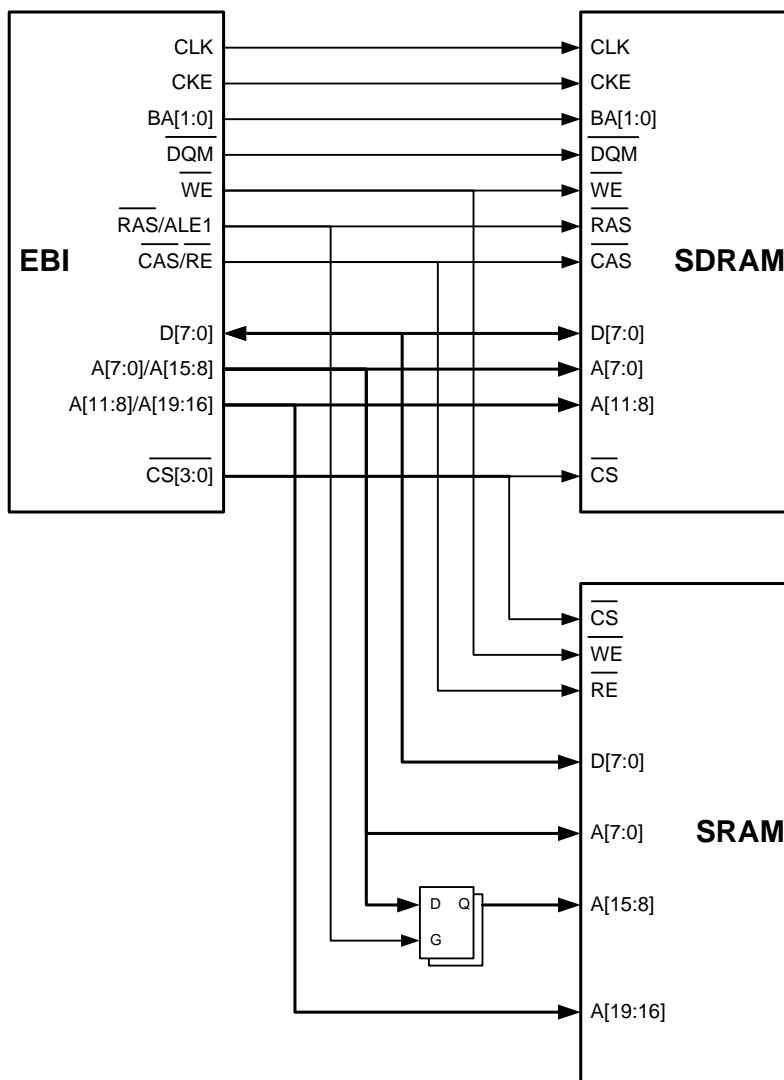 CLK
CKE
BA[1:0]
DQM
WE
RAS/ALE1
CAS/RE
EBI
D[7:0]
A[7:0]/A[15:8]
A[11:8]/A[19:16]
CS[3:0]
CLK
CKE
BA[1:0]
DQM
WE
RAS
CAS
SDRAM
D[7:0]
A[7:0]
A[11:8]
CS
CS
WE
RE
D[7:0]
A[7:0]
SRAM
D Q
G
A[15:8]
A[19:16]